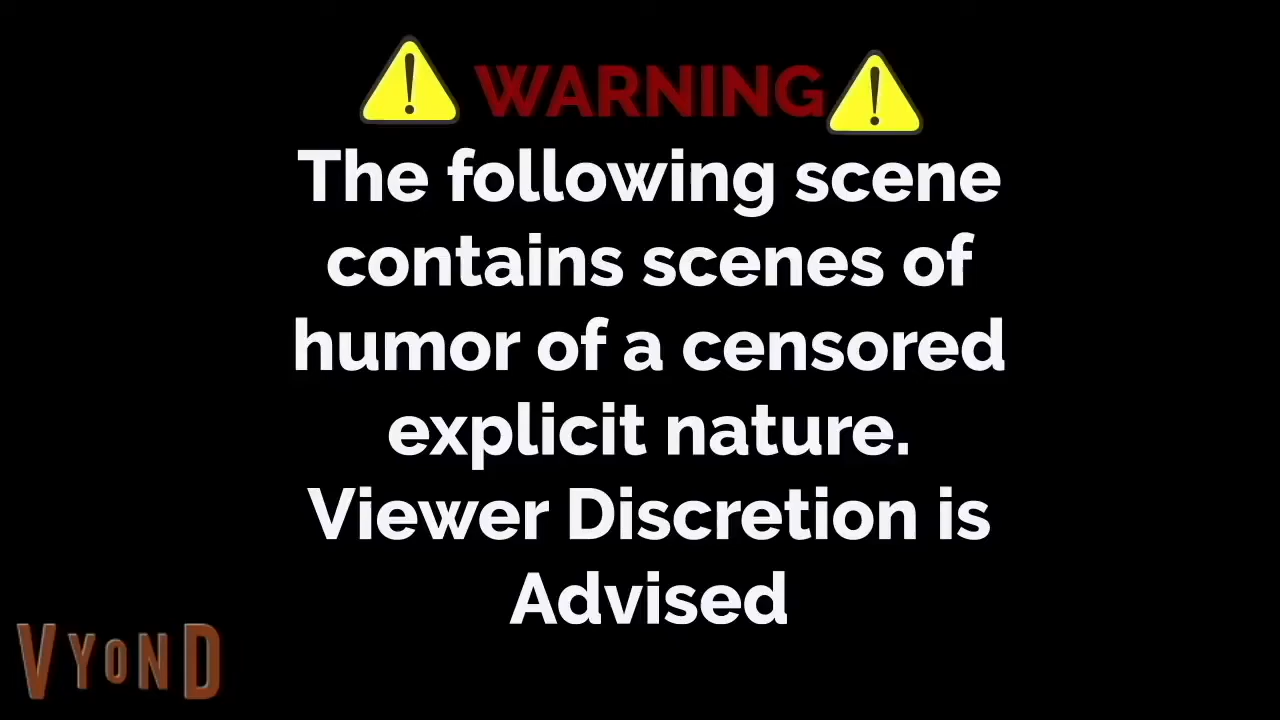 WARNING
The following scene
contains scenes of
humor of a censored
explicit nature.
Viewer Discretion is
Advised
VYOND